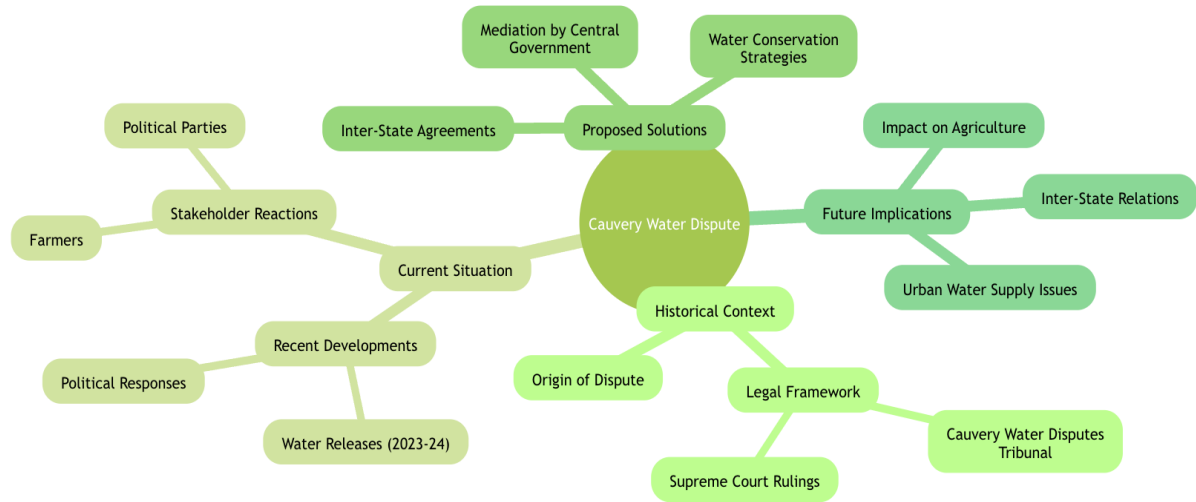 Mediation by Central
Government
Water Conservation
Strategies
Inter-State Agreements
Proposed Solutions
Political Parties
Impact on Agriculture
Stakeholder Reactions
Farmers
Future Implications
Inter-State Relations
Cauvery Water Dispute
Current Situation
Urban Water Supply Issues
Historical Context
Recent Developments
Political Responses
Origin of Dispute
Legal Framework
Water Releases (2023-24)
Cauvery Water Disputes
Tribunal
Supreme Court Rulings